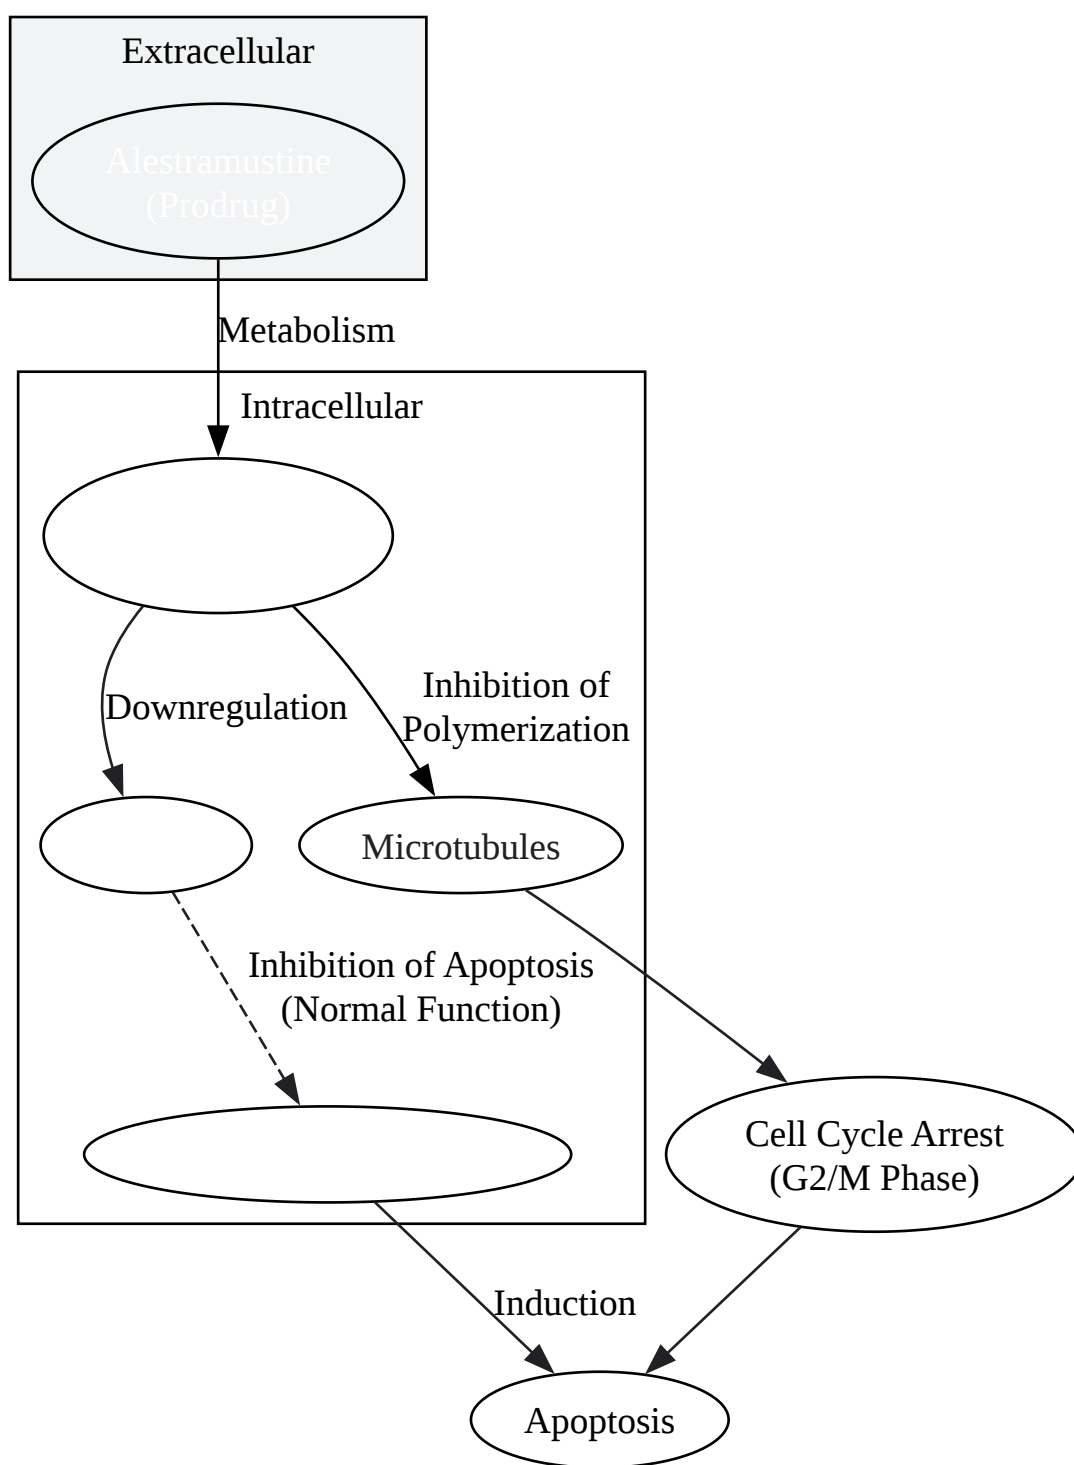 Extracellular
Alestramustine
(Prodrug)
Metabolism
Intracellular
Downregulation
Inhibition of
Polymerization
Microtubules
Inhibition of Apoptosis
(Normal Function)
Cell Cycle Arrest
(G2/M Phase)
Induction
Apoptosis